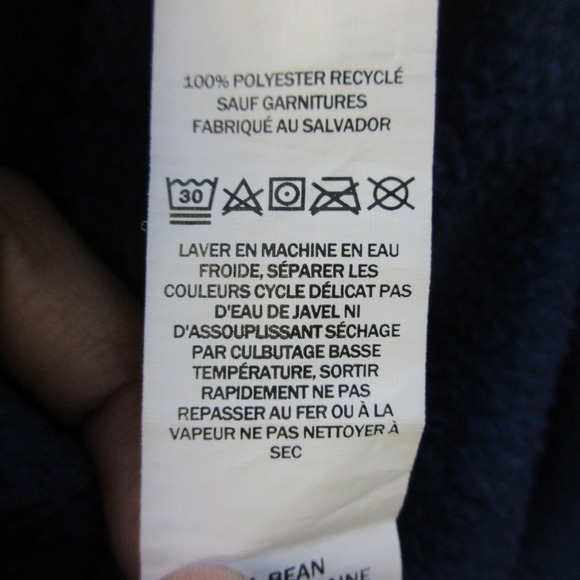 100% POLYESTER RECYCLÉ
SAUF GARNITURES
FABRIQUÉ AU SALVADOR
30
LAVER EN MACHINE EN EAU
FROIDE, SÉPARER LES
COULEURS CYCLE DÉLICAT PAS
D'EAU DE JAVEL NI
D'ASSOUPLISSANT SÉCHAGE
PAR CULBUTAGE BASSE
TEMPÉRATURE, SORTIR
RAPIDEMENT NE PAS
REPASSER AU FER OU À LA
VAPEUR NE PAS NETTOYER À
SEC
BEAN